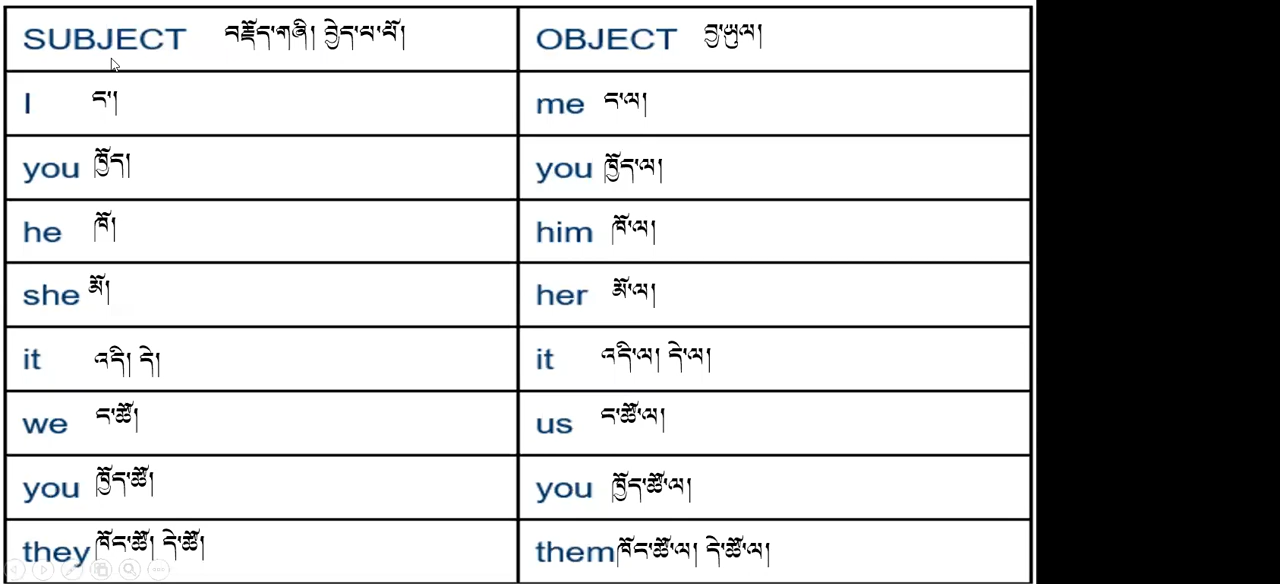 SUBJECT བརྗོད་གཞི། བྱེད་པ་པོ། OBJECT བྱ་ཡུལ།
I ང་། me ང་ལ།
you ཁྱོད། you ཁྱོད་ལ།
he ཁོ། him ཁོ་ལ།
she མོ། her མོ་ལ།
it འདི། དེ། it འདི་ལ། དེ་ལ།
we ང་ཚོ། us ང་ཚོ་ལ།
you ཁྱོད་ཚོ། you ཁྱོད་ཚོ་ལ།
they ཁོང་ཚོ། དེ་ཚོ། them ཁོང་ཚོ་ལ། དེ་ཚོ་ལ།